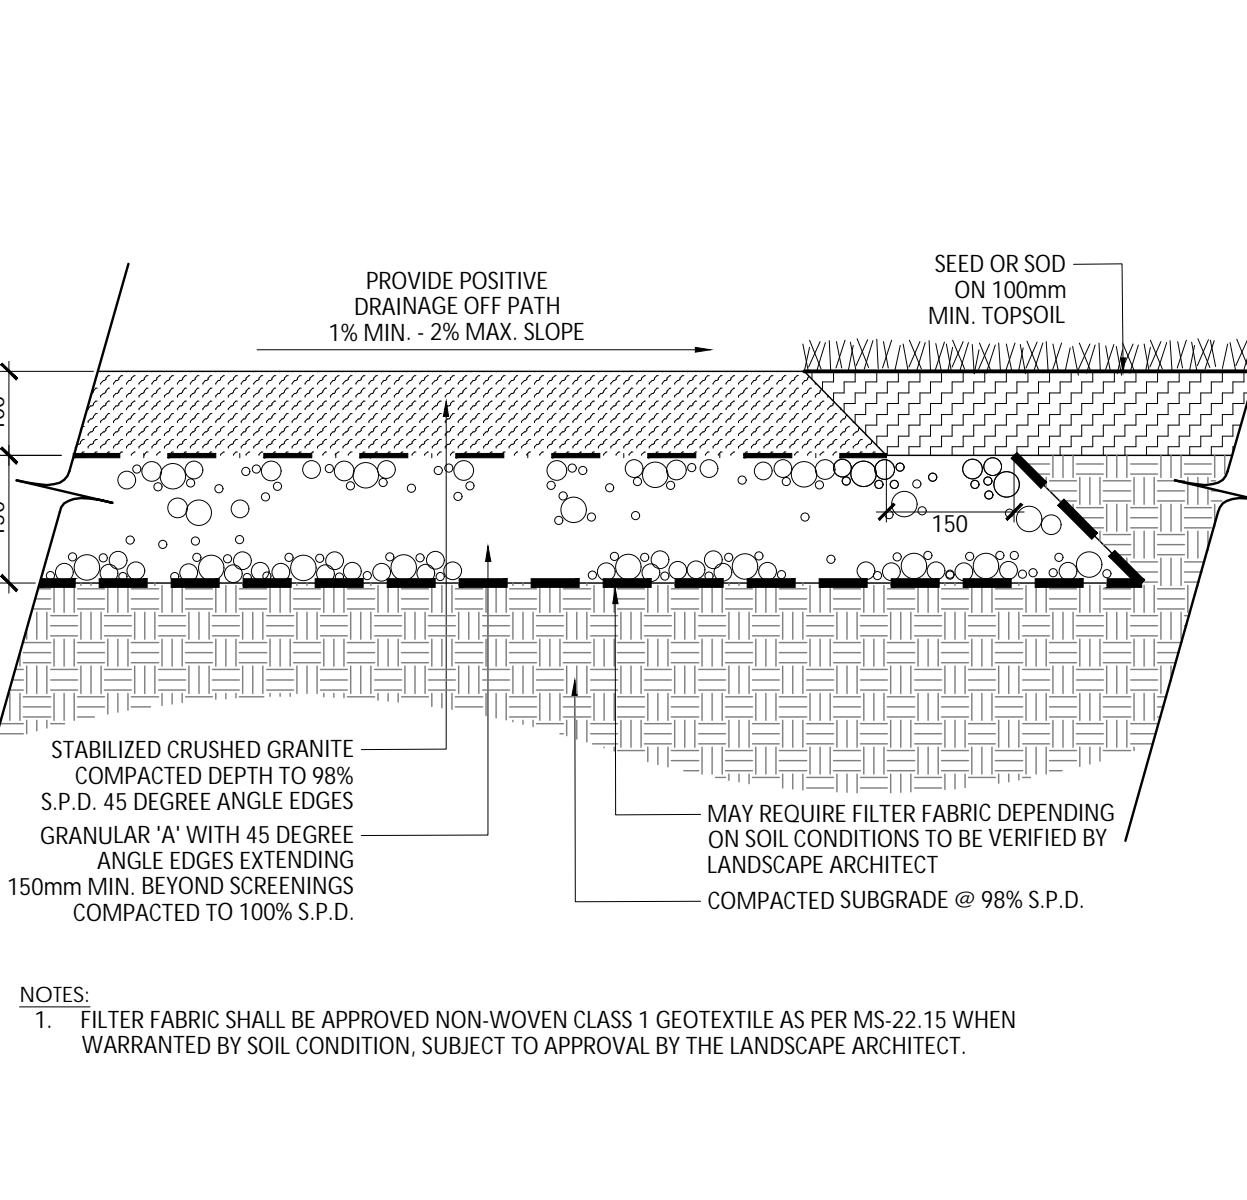 PROVIDE POSITIVE
DRAINAGE OFF PATH
1% MIN. - 2% MAX. SLOPE
SEED OR SOD
ON 100mm
MIN. TOPSOIL
150
STABILIZED CRUSHED GRANITE
COMPACTED DEPTH TO 98%
S.P.D. 45 DEGREE ANGLE EDGES
GRANULAR 'A' WITH 45 DEGREE
ANGLE EDGES EXTENDING
150mm MIN. BEYOND SCREENINGS
COMPACTED TO 100% S.P.D.
MAY REQUIRE FILTER FABRIC DEPENDING
ON SOIL CONDITIONS TO BE VERIFIED BY
LANDSCAPE ARCHITECT
COMPACTED SUBGRADE @ 98% S.P.D.
NOTES:
1. FILTER FABRIC SHALL BE APPROVED NON-WOVEN CLASS 1 GEOTEXTILE AS PER MS-22.15 WHEN
WARRANTED BY SOIL CONDITION, SUBJECT TO APPROVAL BY THE LANDSCAPE ARCHITECT.